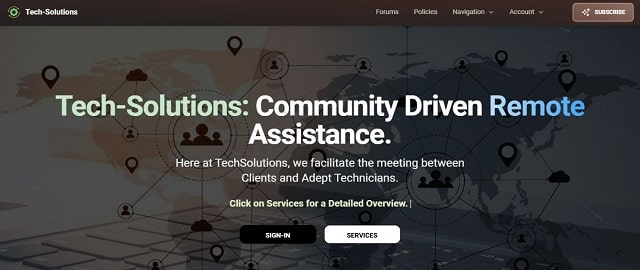 Tech-Solutions
Forums Policies Navigation Account SUBSCRIBE
Tech-Solutions: Community Driven Remote
Assistance.
Here at TechSolutions, we facilitate the meeting between
Clients and Adept Technicians.
Click on Services for a Detailed Overview.|
SIGN-IN SERVICES